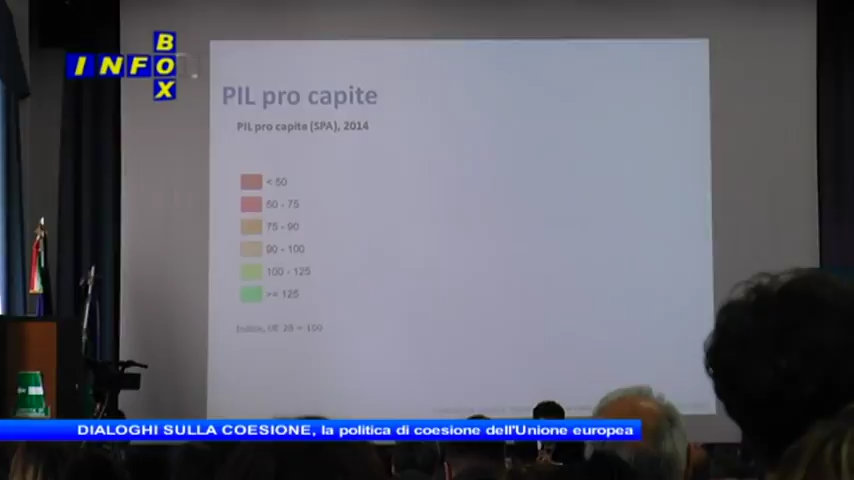 INFO BOX
PIL pro capite
PIL pro capite (SPA), 2014
< 50
50 - 75
75 - 90
90 - 100
100 - 125
>= 125
Indice, UE 28 = 100
DIALOGHI SULLA COESIONE, la politica di coesione dell'Unione europea